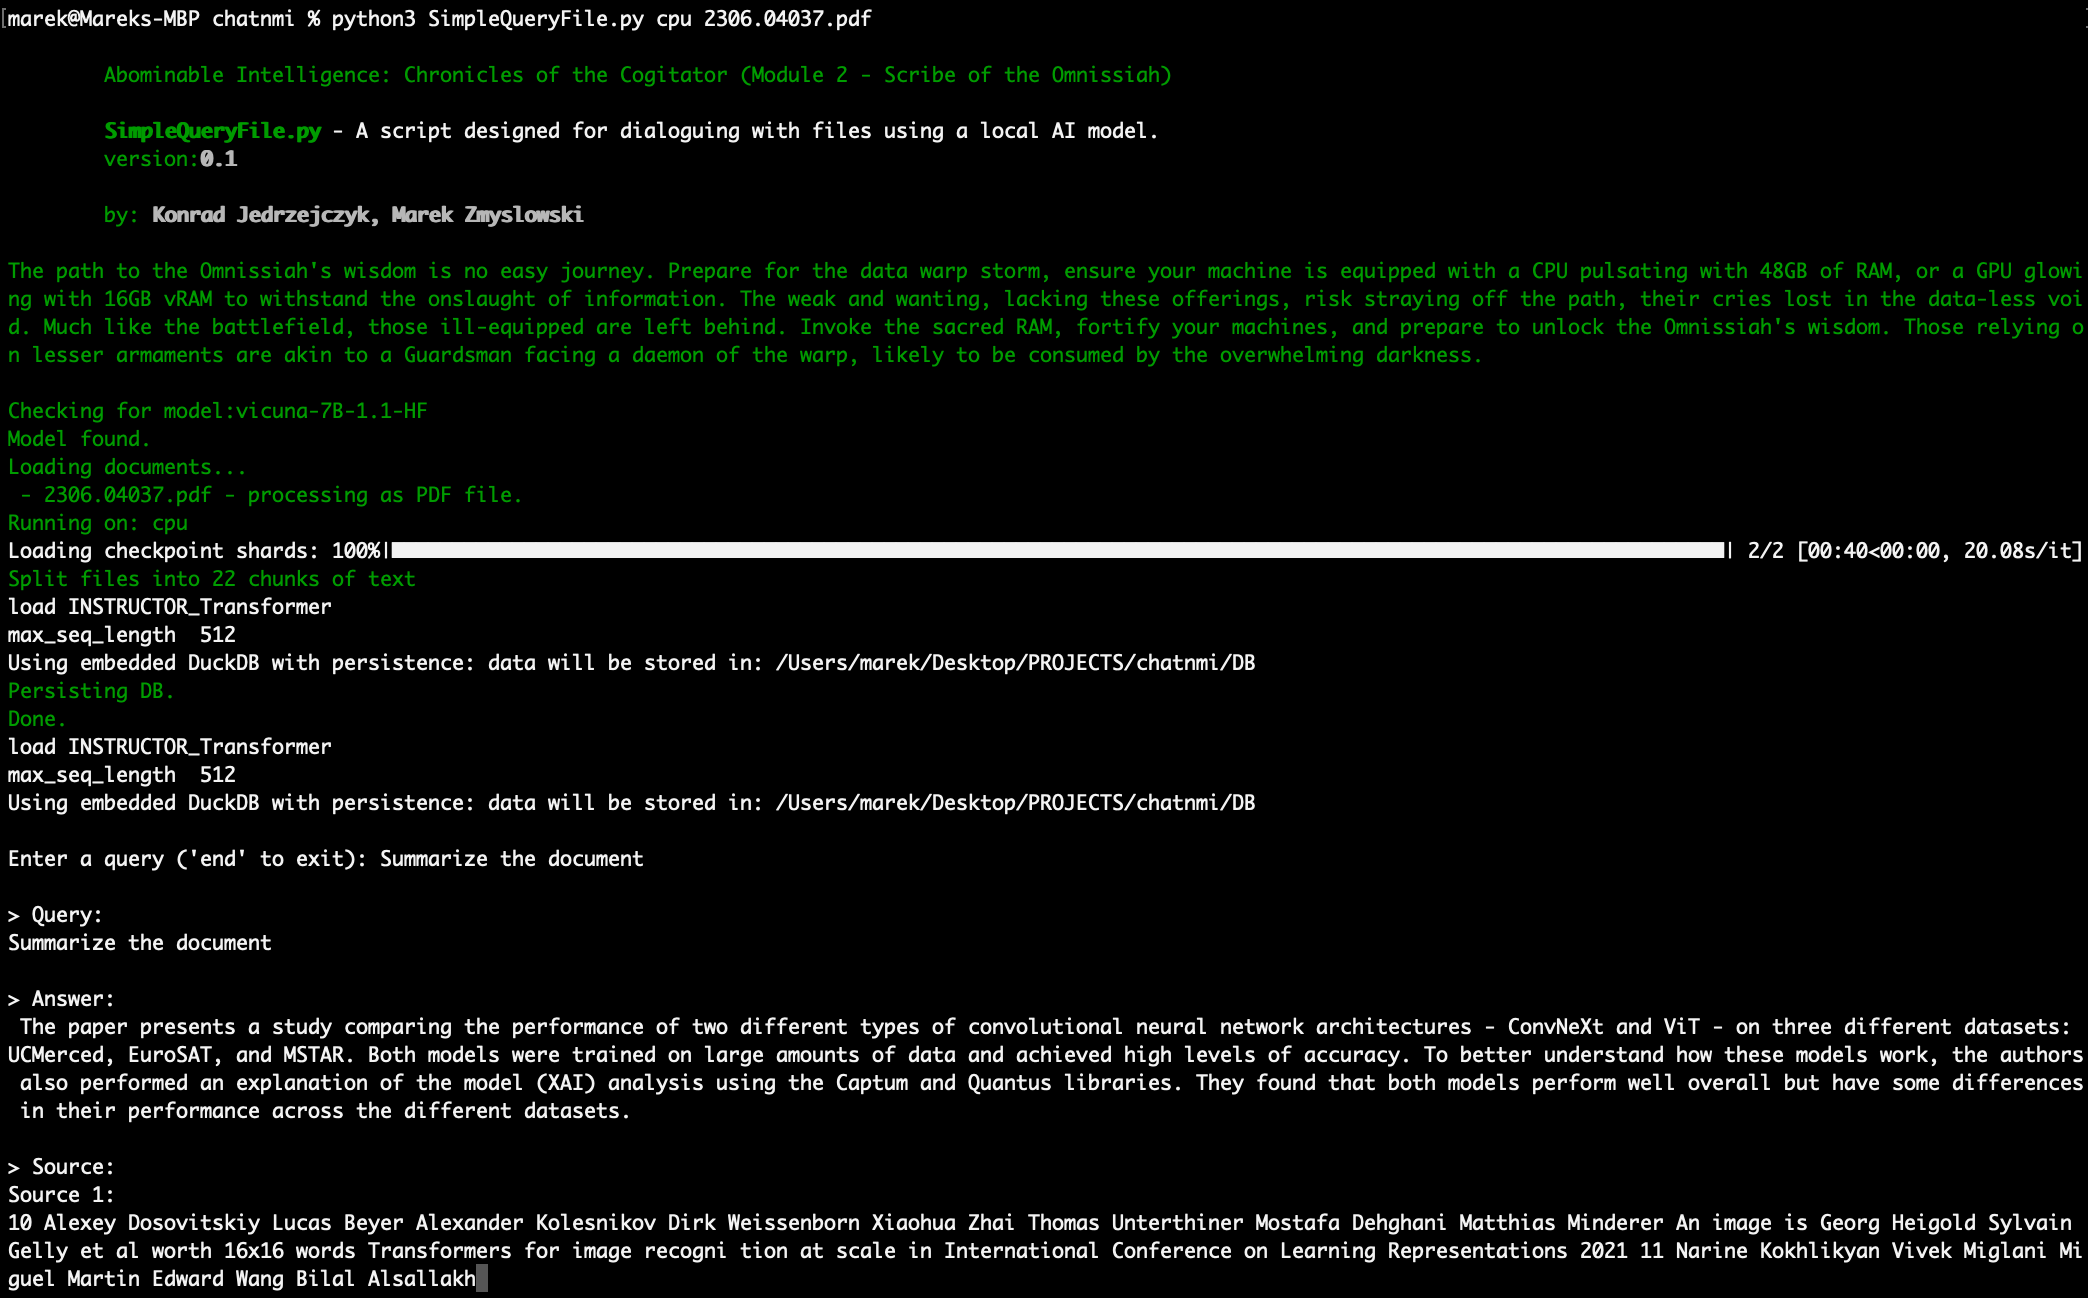 marek@Mareks-MBP chatnmi % python3 SimpleQueryFile.py cpu 2306.04037.pdf
Abominable Intelligence: Chronicles of the Cogitator (Module 2 - Scribe of the Omnissiah)
SimpleQueryFile.py - A script designed for dialoguing with files using a local AI model.
version:0.1
by: Konrad Jedrzejczyk, Marek Zmyslowski
The path to the Omnissiah's wisdom is no easy journey. Prepare for the data warp storm, ensure your machine is equipped with a CPU pulsating with 48GB of RAM, or a GPU glowi
ng with 16GB vRAM to withstand the onslaught of information. The weak and wanting, lacking these offerings, risk straying off the path, their cries lost in the data-less voi
d. Much like the battlefield, those ill-equipped are left behind. Invoke the sacred RAM, fortify your machines, and prepare to unlock the Omnissiah's wisdom. Those relying o
n lesser armaments are akin to a Guardsman facing a daemon of the warp, likely to be consumed by the overwhelming darkness.
Checking for model:vicuna-7B-1.1-HF
Model found.
Loading documents...
- 2306.04037.pdf - processing as PDF file.
Running on: cpu
Loading checkpoint shards: 100%| | 2/2 [00:40<00:00, 20.08s/it]
Split files into 22 chunks of text
load INSTRUCTOR_Transformer
max_seq_length  512
Using embedded DuckDB with persistence: data will be stored in: /Users/marek/Desktop/PROJECTS/chatnmi/DB
Persisting DB.
Done.
load INSTRUCTOR_Transformer
max_seq_length  512
Using embedded DuckDB with persistence: data will be stored in: /Users/marek/Desktop/PROJECTS/chatnmi/DB
Enter a query ('end' to exit): Summarize the document
> Query:
Summarize the document
> Answer:
The paper presents a study comparing the performance of two different types of convolutional neural network architectures - ConvNeXt and ViT - on three different datasets:
UCMerced, EuroSAT, and MSTAR. Both models were trained on large amounts of data and achieved high levels of accuracy. To better understand how these models work, the authors
also performed an explanation of the model (XAI) analysis using the Captum and Quantus libraries. They found that both models perform well overall but have some differences
in their performance across the different datasets.
> Source:
Source 1:
10 Alexey Dosovitskiy Lucas Beyer Alexander Kolesnikov Dirk Weissenborn Xiaohua Zhai Thomas Unterthiner Mostafa Dehghani Matthias Minderer An image is Georg Heigold Sylvain
Gelly et al worth 16x16 words Transformers for image recogni tion at scale in International Conference on Learning Representations 2021 11 Narine Kokhlikyan Vivek Miglani Mi
guel Martin Edward Wang Bilal Alsallakh